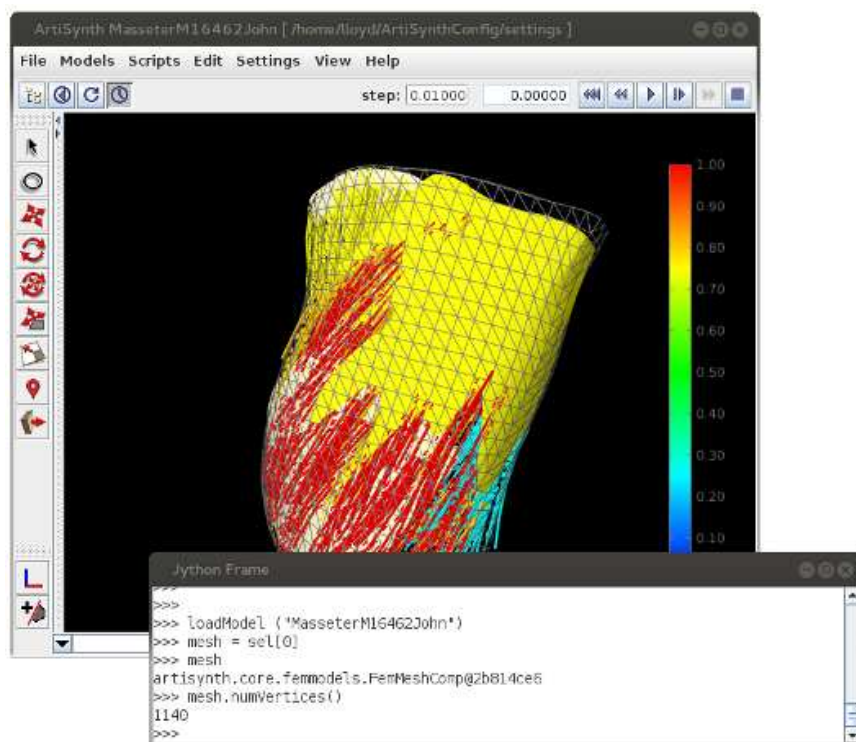 ArtiSynth MasseterM16462John [ /home/lloyd/ArtiSynthConfig/settings ]
File Models Scripts Edit Settings View Help
step: 0.01000 0.00000
1.00
0.90
0.80
0.70
0.60
0.50
0.40
0.30
0.20
0.10
Jython Frame
>>>
>>>
>>> loadModel ("MasseterM16462John")
>>> mesh = sel[0]
>>> mesh
artisynth.core.femmodels.FemMeshComp@2b814ce6
>>> mesh.numVertices()
1140
>>>